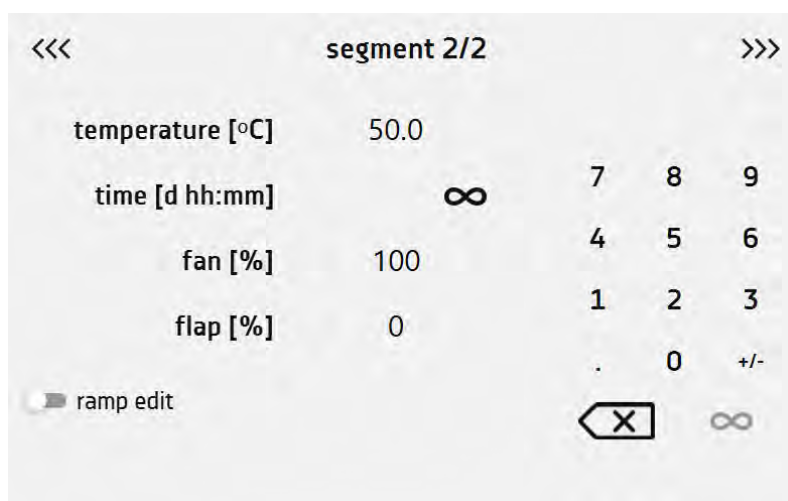 <<< segment 2/2 >>>
temperature [°C] 50.0
time [d hh:mm] ∞
fan [%] 100
flap [%] 0
ramp edit
7 8 9
4 5 6
1 2 3
. 0 +/-
∞